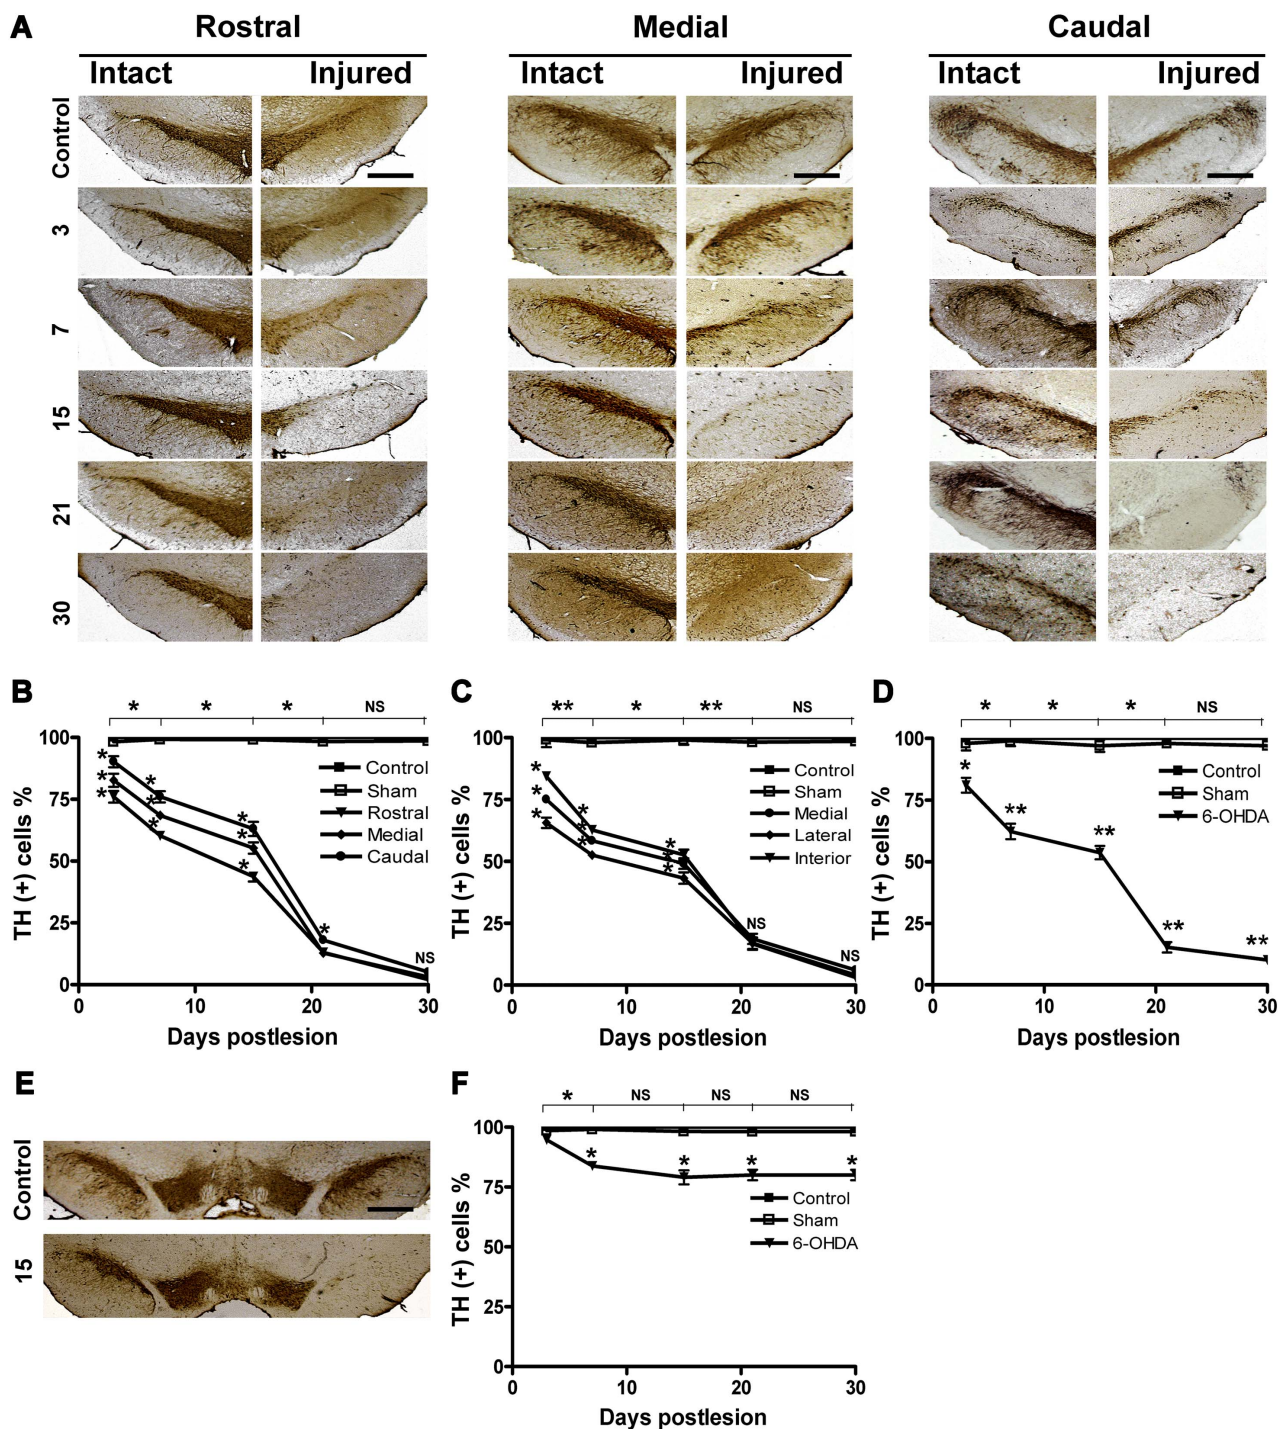 A
Rostral Medial Caudal
Intact Injured Intact Injured Intact Injured
Control
3
7
15
21
30
B
* * * NS
100
75
50
25
0
TH (+) cells %
* * *
* * *
* * *
*
NS
Control
Sham
Rostral
Medial
Caudal
0 10 20 30
Days postlesion
C
** * ** NS
100
75
50
25
0
TH (+) cells %
* * *
* * *
* * *
NS
NS
Control
Sham
Medial
Lateral
Interior
0 10 20 30
Days postlesion
D
* * * NS
100
75
50
25
0
TH (+) cells %
* ** ** ** **
Control
Sham
6-OHDA
0 10 20 30
Days postlesion
E
Control
15
F
* NS NS NS
100
75
50
25
0
TH (+) cells %
* * * *
Control
Sham
6-OHDA
0 10 20 30
Days postlesion